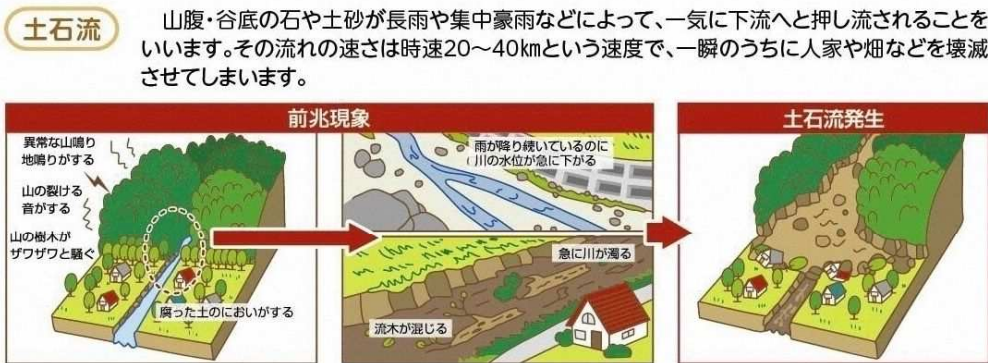 土石流
山腹・谷底の石や土砂が長雨や集中豪雨などによって、一気に下流へと押し流されることを
いいます。その流れの速さは時速20～40㎞という速度で、一瞬のうちに人家や畑などを壊滅
させてしまいます。
前兆現象
異常な山鳴り
地鳴りがする
山の裂ける
音がする
山の樹木が
ザワザワと騒ぐ
腐った土のにおいがする
雨が降り続いているのに
川の水位が急に下がる
急に川が濁る
流木が混じる
土石流発生